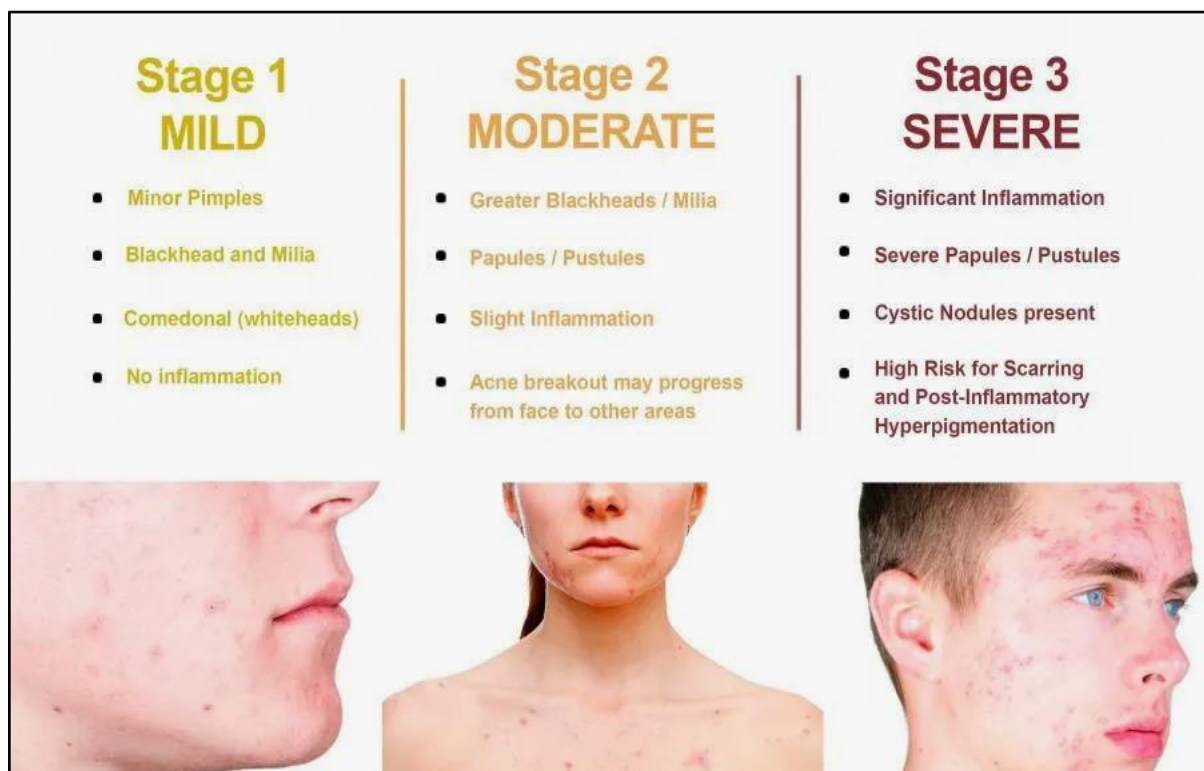 Stage 1
MILD
• Minor Pimples
• Blackhead and Milia
• Comedonal (whiteheads)
• No inflammation
Stage 2
MODERATE
• Greater Blackheads / Milia
• Papules / Pustules
• Slight Inflammation
• Acne breakout may progress
from face to other areas
Stage 3
SEVERE
• Significant Inflammation
• Severe Papules / Pustules
• Cystic Nodules present
• High Risk for Scarring
and Post-Inflammatory
Hyperpigmentation